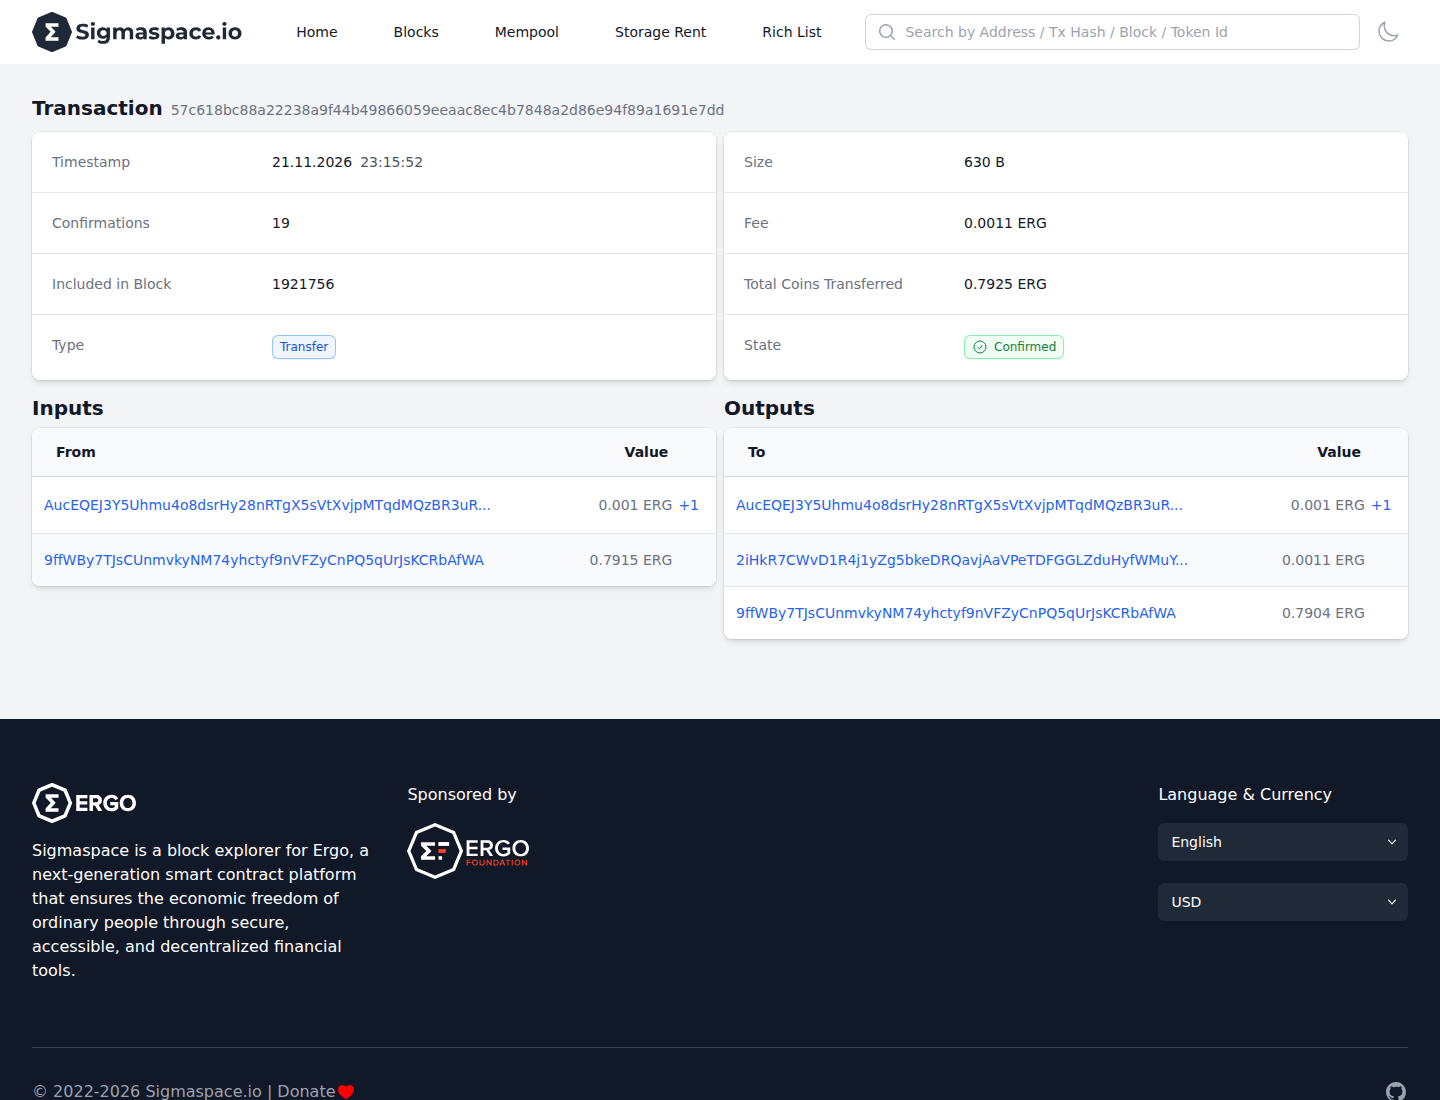 Sigmaspace.io
Home
Blocks
Mempool
Storage Rent
Rich List
Search by Address / Tx Hash / Block / Token Id
Transaction 57c618bc88a22238a9f44b49866059eeaac8ec4b7848a2d86e94f89a1691e7dd
Timestamp 21.11.2026 23:15:52
Confirmations 19
Included in Block 1921756
Type Transfer
Size 630 B
Fee 0.0011 ERG
Total Coins Transferred 0.7925 ERG
State Confirmed
Inputs
From Value
AucEQEJ3Y5Uhmu4o8dsrHy28nRTgX5sVtXvjpMTqdMQzBR3uR... 0.001 ERG +1
9ffWBy7TJsCUnmvkyNM74yhctyf9nVFZyCnPQ5qUrJsKCRbAfWA 0.7915 ERG
Outputs
To Value
AucEQEJ3Y5Uhmu4o8dsrHy28nRTgX5sVtXvjpMTqdMQzBR3uR... 0.001 ERG +1
2iHkR7CWvD1R4j1yZg5bkeDRQavjAaVPeTDFGGLZduHyfWMuY... 0.0011 ERG
9ffWBy7TJsCUnmvkyNM74yhctyf9nVFZyCnPQ5qUrJsKCRbAfWA 0.7904 ERG
ERGO
Sigmaspace is a block explorer for Ergo, a
next-generation smart contract platform
that ensures the economic freedom of
ordinary people through secure,
accessible, and decentralized financial
tools.
Sponsored by
ERGO
FOUNDATION
Language & Currency
English
USD
© 2022-2026 Sigmaspace.io | Donate